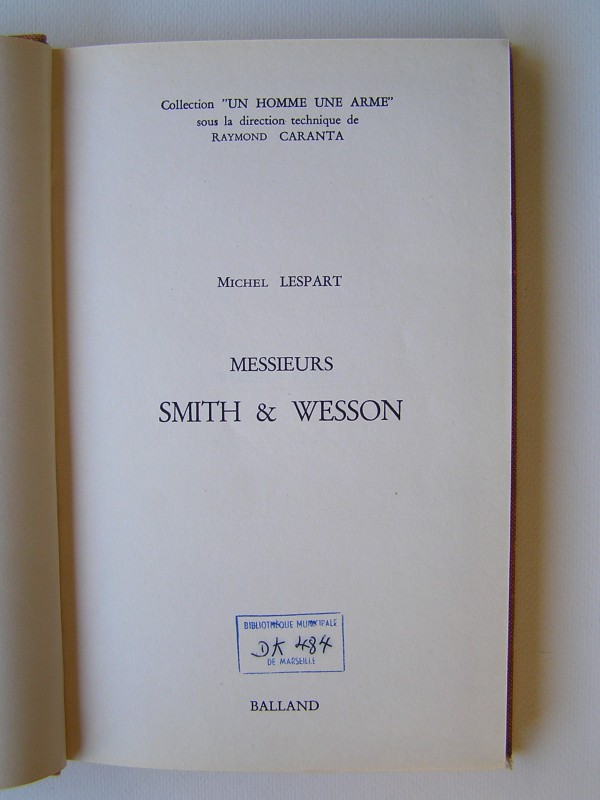 Collection "UN HOMME UNE ARME"
sous la direction technique de
RAYMOND CARANTA
MICHEL LESPART
MESSIEURS
SMITH & WESSON
BIBLIOTHÈQUE MUNICIPALE
DK 484
DE MARSEILLE
BALLAND